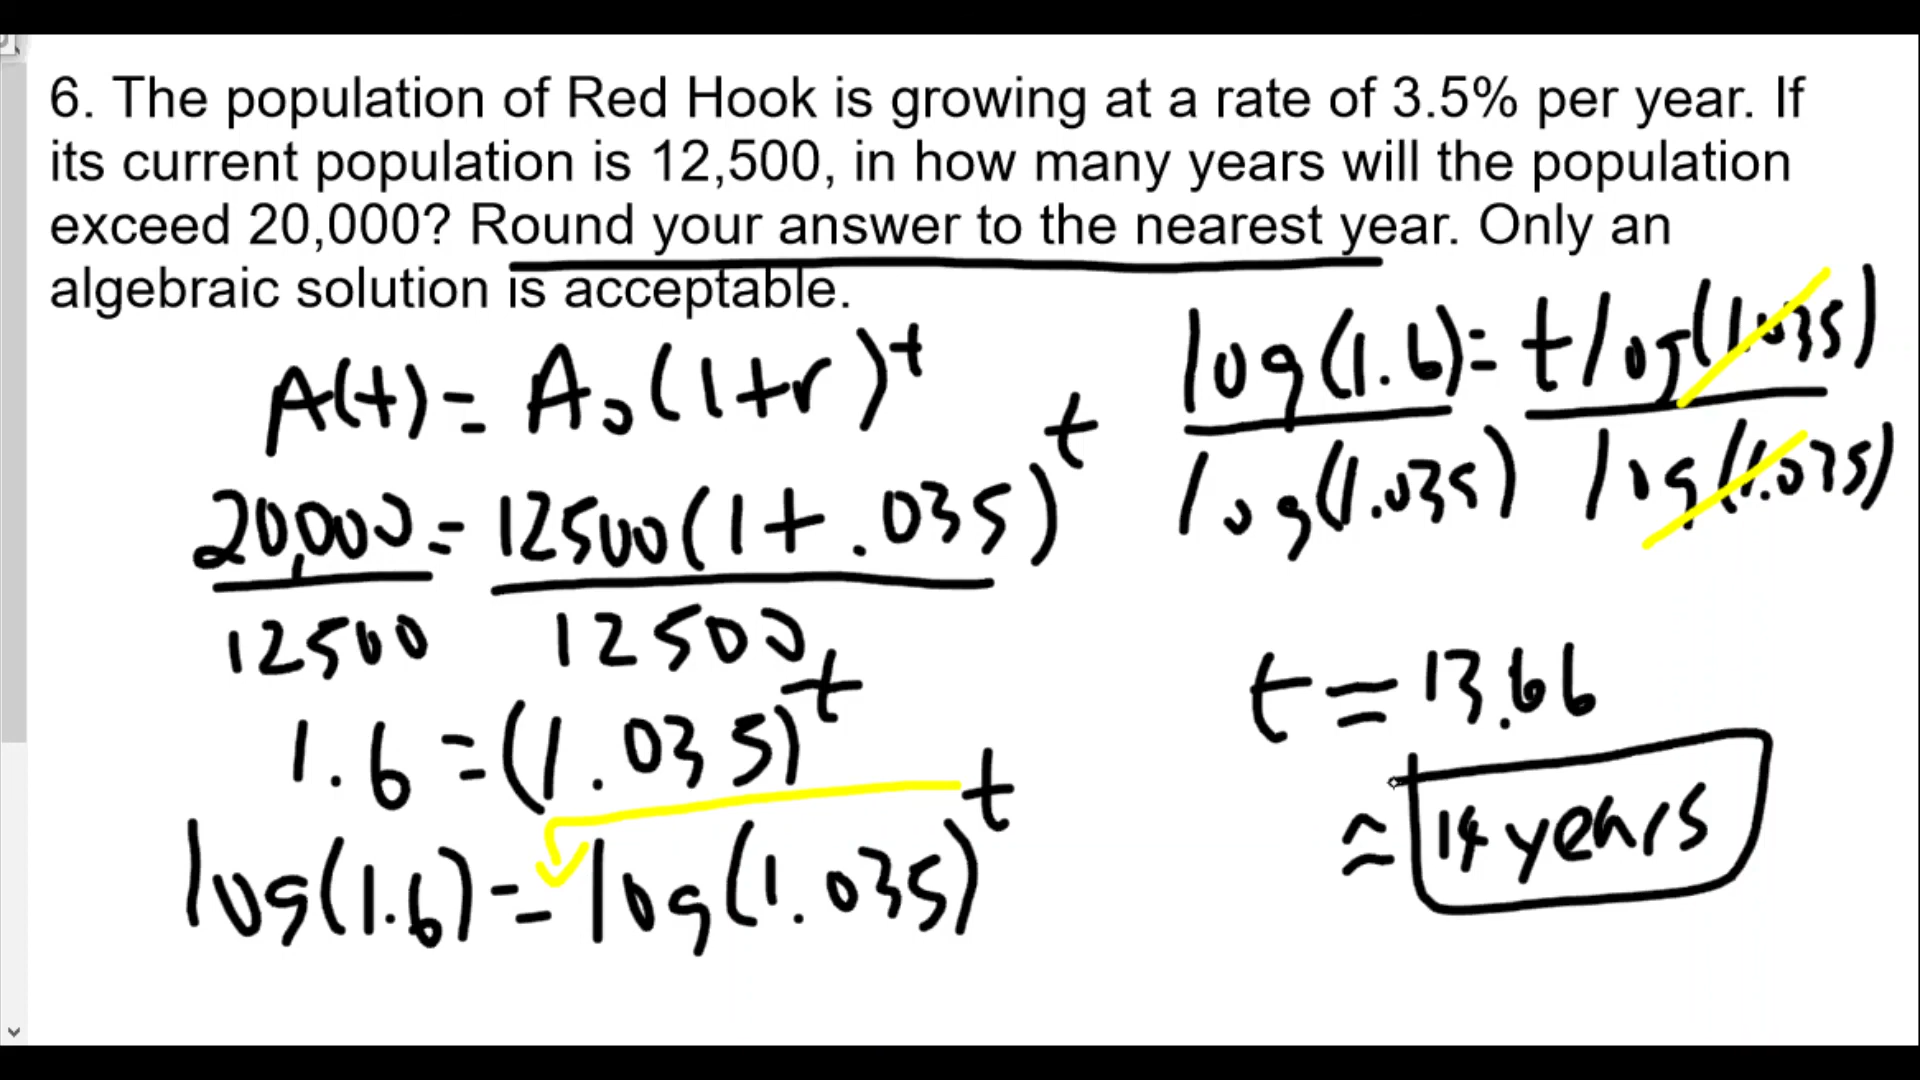 6. The population of Red Hook is growing at a rate of 3.5% per year. If
its current population is 12,500, in how many years will the population
exceed 20,000? Round your answer to the nearest year. Only an
algebraic solution is acceptable.
A(t) = A₀(1+r)^t
20,000 = 12500(1+.035)^t
12500 12500
1.6 = (1.035)^t
log(1.6) = log(1.035)^t
log(1.6) = t log(1.035)
log(1.035) log(1.035)
t = 13.66
≈ 14 years